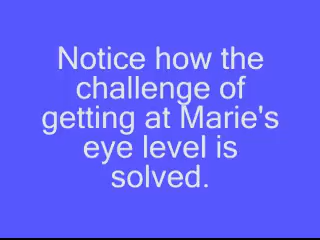 Notice how the
challenge of
getting at Marie's
eye level is
solved.